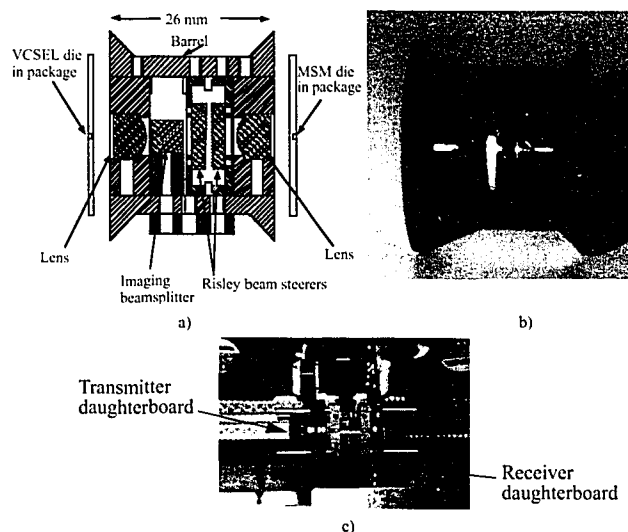 26 mm
VCSEL die
in package
Barrel
MSM die
in package
Lens
Imaging
beamsplitter
Risley beam steerers
Lens
a)
b)
Transmitter
daughterboard
Receiver
daughterboard
c)